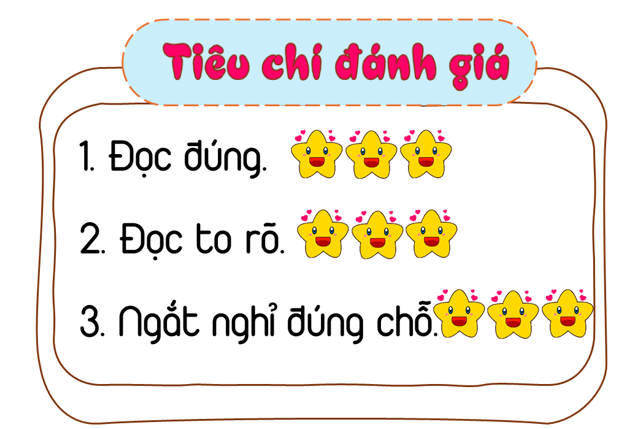 Tiêu chí đánh giá
1. Đọc đúng.
2. Đọc to rõ.
3. Ngắt nghỉ đúng chỗ.